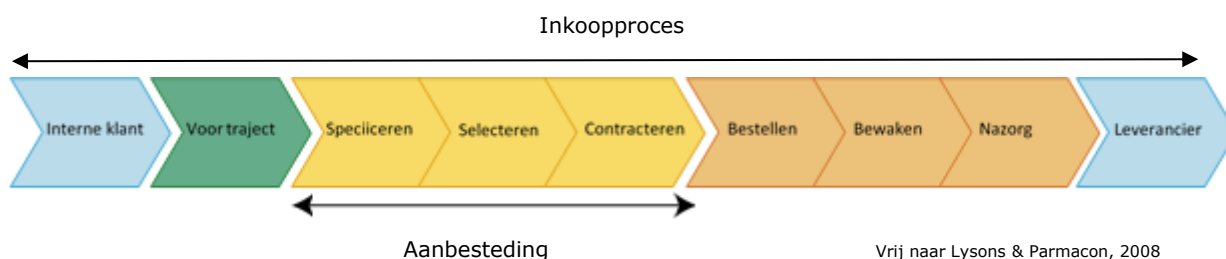 Inkoopproces
Interne klant
Voor traject
Speciiceren
Selecteren
Contracteren
Bestellen
Bewaken
Nazorg
Leverancier
Aanbesteding
Vrij naar Lysons & Parmacon, 2008